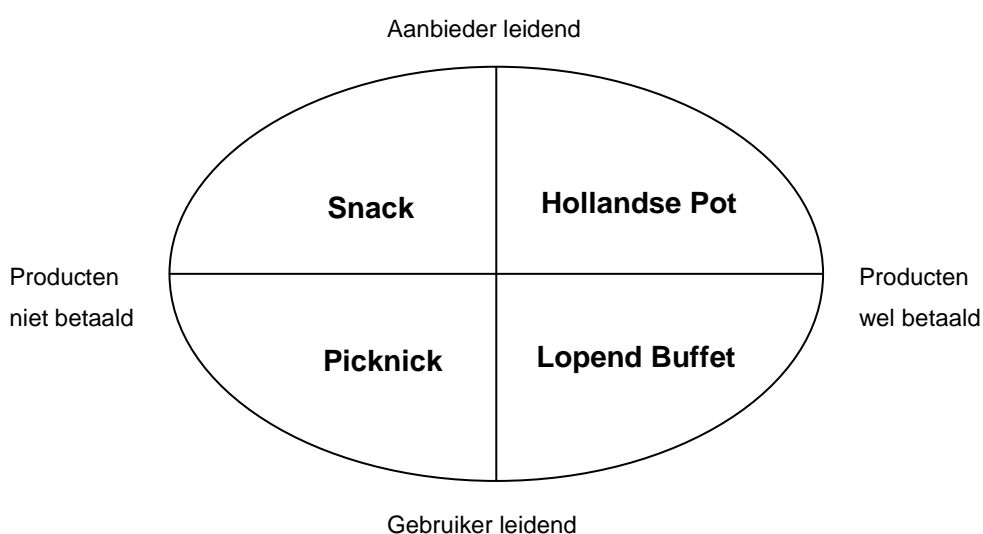 Aanbieder leidend
Snack
Hollandse Pot
Producten
niet betaald
Producten
wel betaald
Picknick
Lopend Buffet
Gebruiker leidend